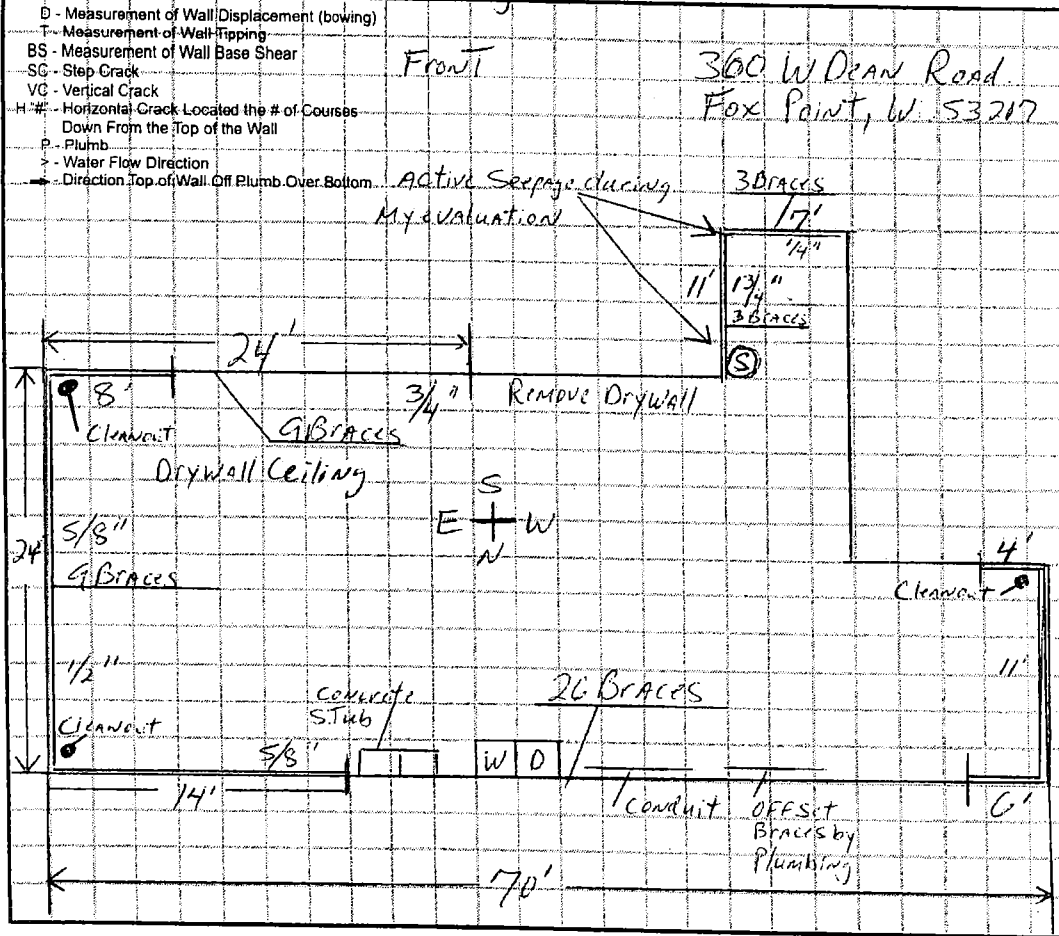 D - Measurement of Wall Displacement (bowing)
T - Measurement of Wall Tipping
BS - Measurement of Wall Base Shear
SC - Step Crack
VC - Vertical Crack
H "#" - Horizontal Crack Located the # of Courses
Down From the Top of the Wall
P - Plumb
> - Water Flow Direction
➔ - Direction Top of Wall Off Plumb Over Bottom
Front
360 W Dean Road
Fox Point, W. 53217
Active Seepage during
My evaluation
3 Braces
7'
1/4"
11'
1 3/4"
3 Braces
S
24'
8'
Cleanout
3/4"
Remove Drywall
9 Braces
Drywall Ceiling
S
E W
N
24'
5/8"
9 Braces
4'
Cleanout
11'
1/2"
Cleanout
5/8"
Concrete
Stub
W D
26 Braces
14'
Conduit
OFFset
Braces by
Plumbing
6'
70'